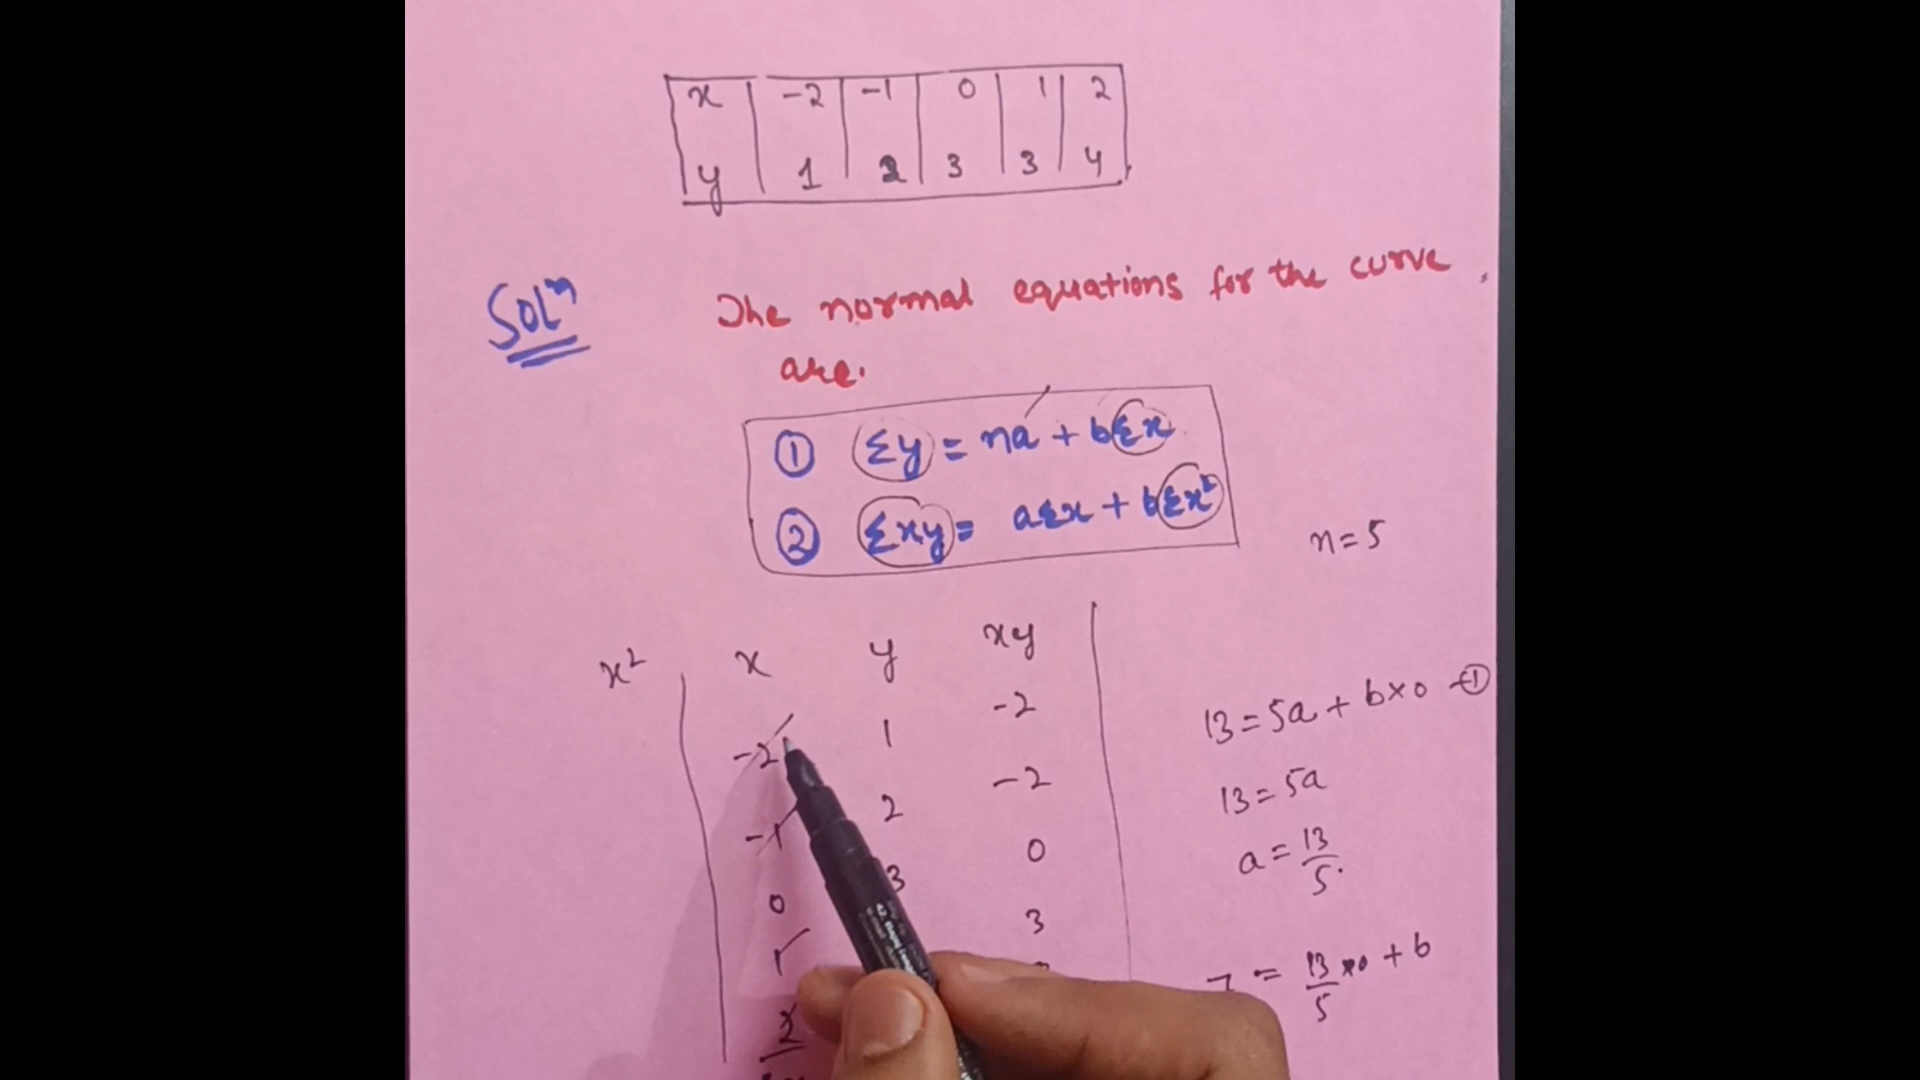 x -2 -1 0 1 2
y 1 2 3 3 4
Solⁿ The normal equations for the curve
are.
① Σy = na + bΣx
② Σxy = aΣx + bΣx²
n=5
x² x y xy
-2 1 -2
-1 2 -2
0 3 0
1 3
2
13 = 5a + b×0 -①
13 = 5a
a = 13/5.
= 13/5 ×0 + b